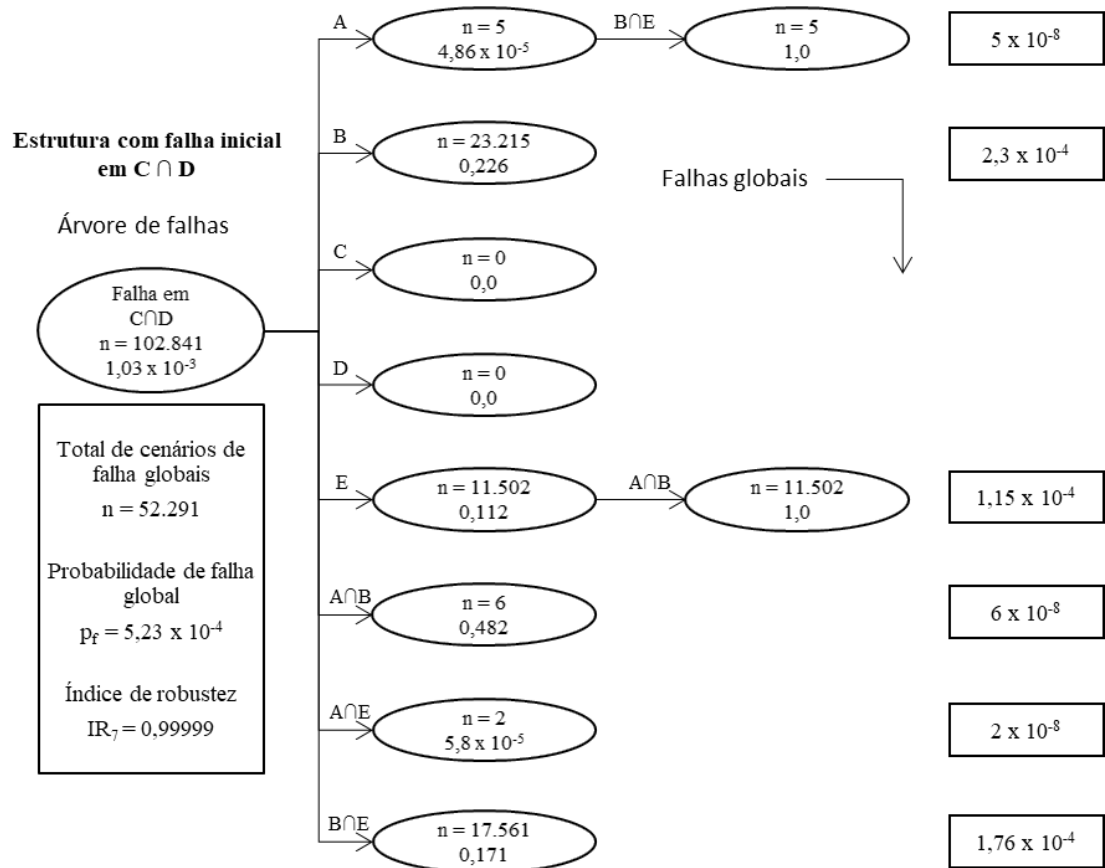 A
n = 5
4,86 x 10⁻⁵
B∩E
n = 5
1,0
5 x 10⁻⁸
Estrutura com falha inicial
em C ∩ D
Árvore de falhas
Falha em
C∩D
n = 102.841
1,03 x 10⁻³
Total de cenários de
falha globais
n = 52.291
Probabilidade de falha
global
p_f = 5,23 x 10⁻⁴
Índice de robustez
IR₇ = 0,99999
B
n = 23.215
0,226
2,3 x 10⁻⁴
Falhas globais
C
n = 0
0,0
D
n = 0
0,0
E
n = 11.502
0,112
A∩B
n = 11.502
1,0
1,15 x 10⁻⁴
A∩B
n = 6
0,482
6 x 10⁻⁸
A∩E
n = 2
5,8 x 10⁻⁵
2 x 10⁻⁸
B∩E
n = 17.561
0,171
1,76 x 10⁻⁴